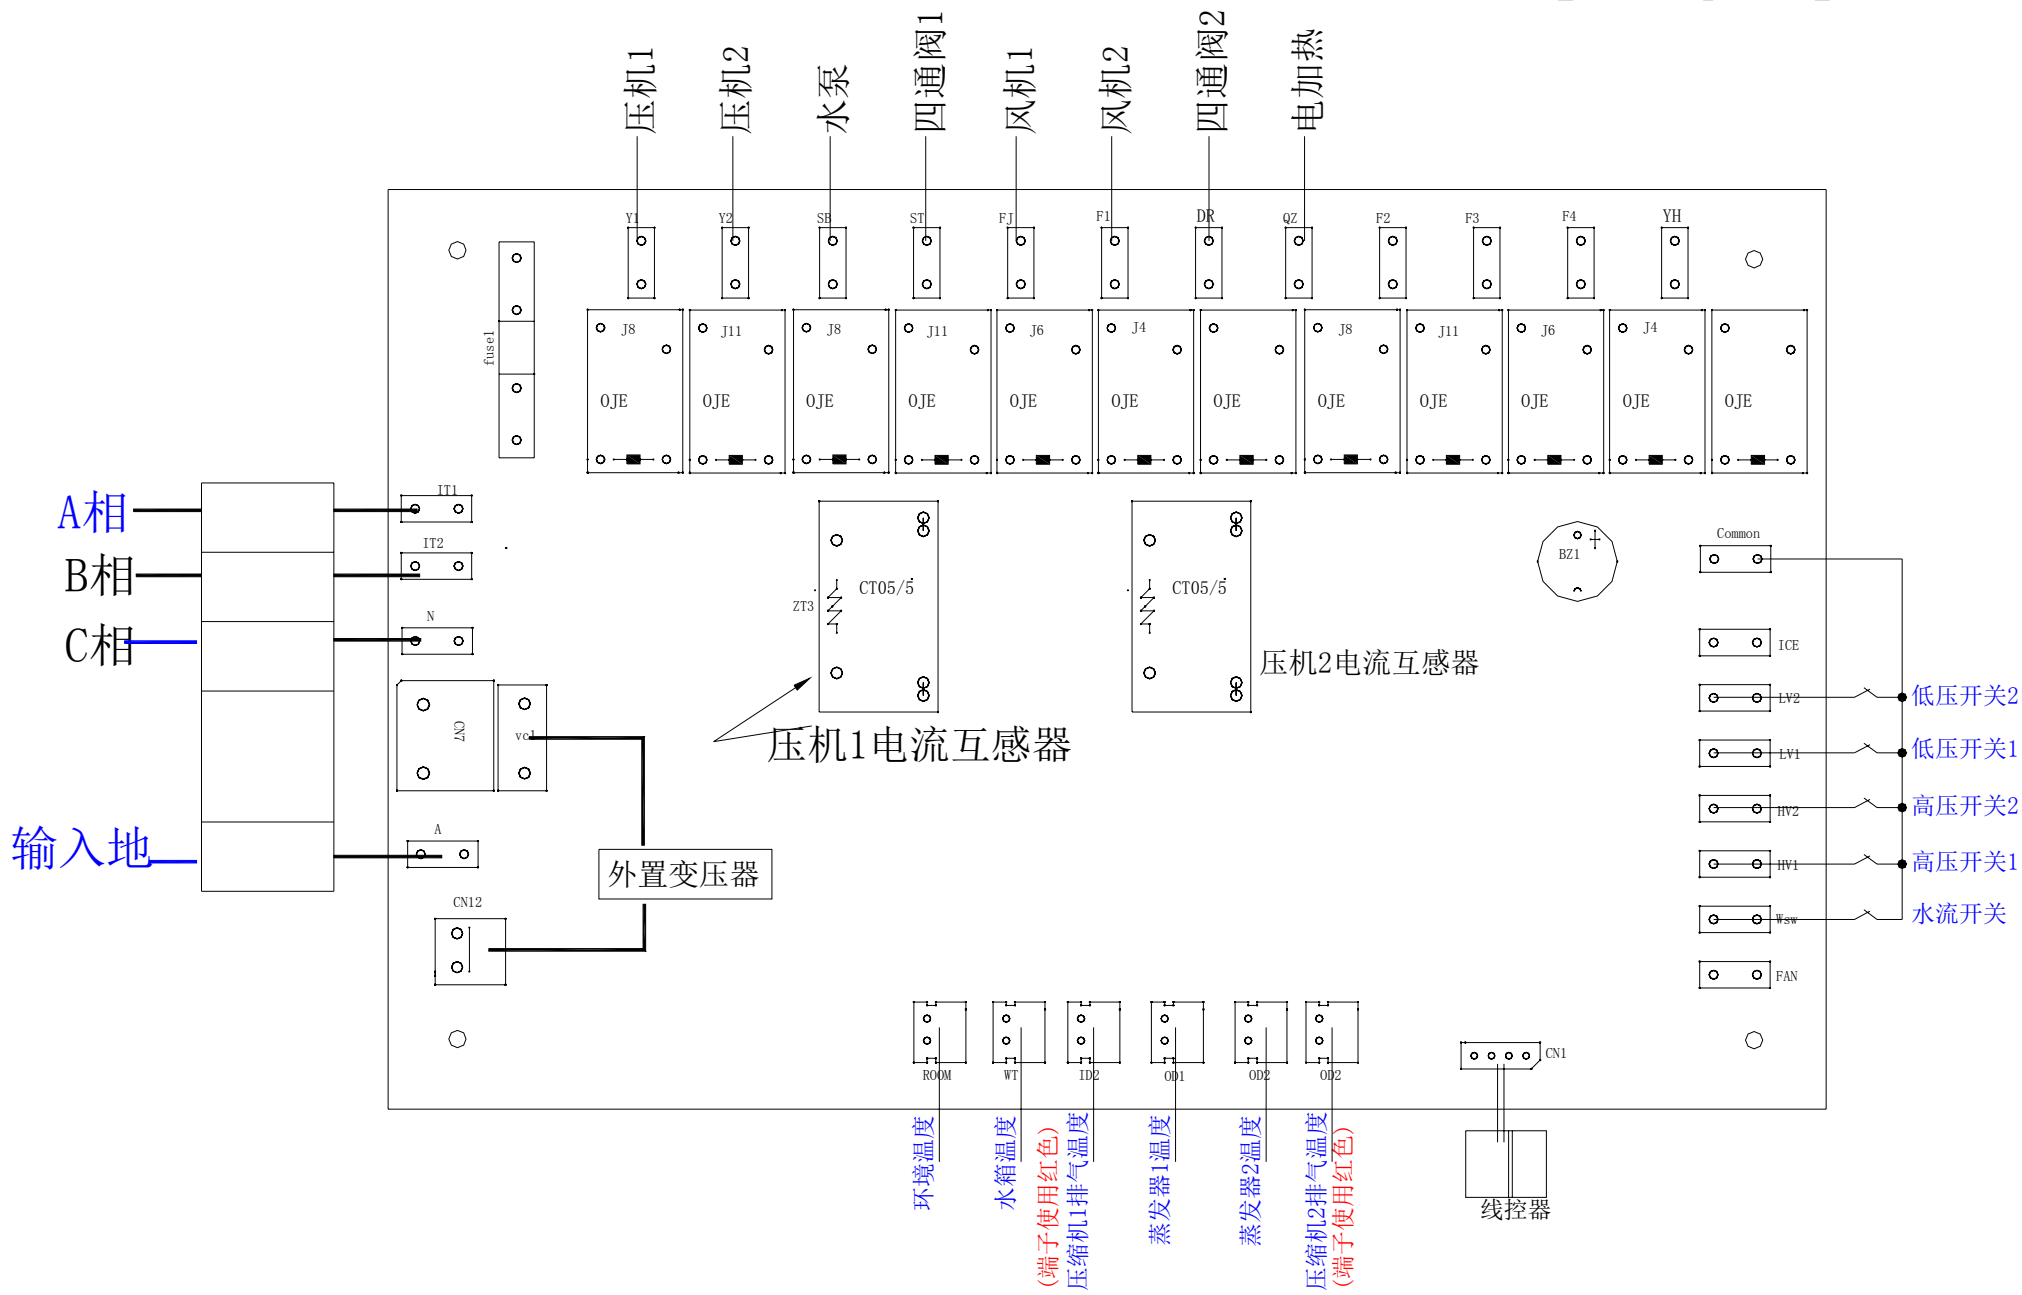 压机1
压机2
水泵
四通阀1
风机1
风机2
四通阀2
电加热
Y1
Y2
SB
ST
FJ
F1
DR
QZ
F2
F3
F4
YH
fuse1
J8
J11
J8
J11
J6
J4
J8
J11
J6
J4
OJE
OJE
OJE
OJE
OJE
OJE
OJE
OJE
OJE
OJE
OJE
OJE
A相
B相
C相
输入地
IT1
IT2
N
CN7
vc1
A
CN12
外置变压器
ZT3
CT05/5
CT05/5
压机1电流互感器
压机2电流互感器
BZ1
Common
ICE
LV2
低压开关2
LV1
低压开关1
HV2
高压开关2
HV1
高压开关1
Wsw
水流开关
FAN
ROOM
WT
ID2
OD1
OD2
OD2
CN1
环境温度
水箱温度
(端子使用红色)
压缩机1排气温度
蒸发器1温度
蒸发器2温度
压缩机2排气温度
(端子使用红色)
线控器